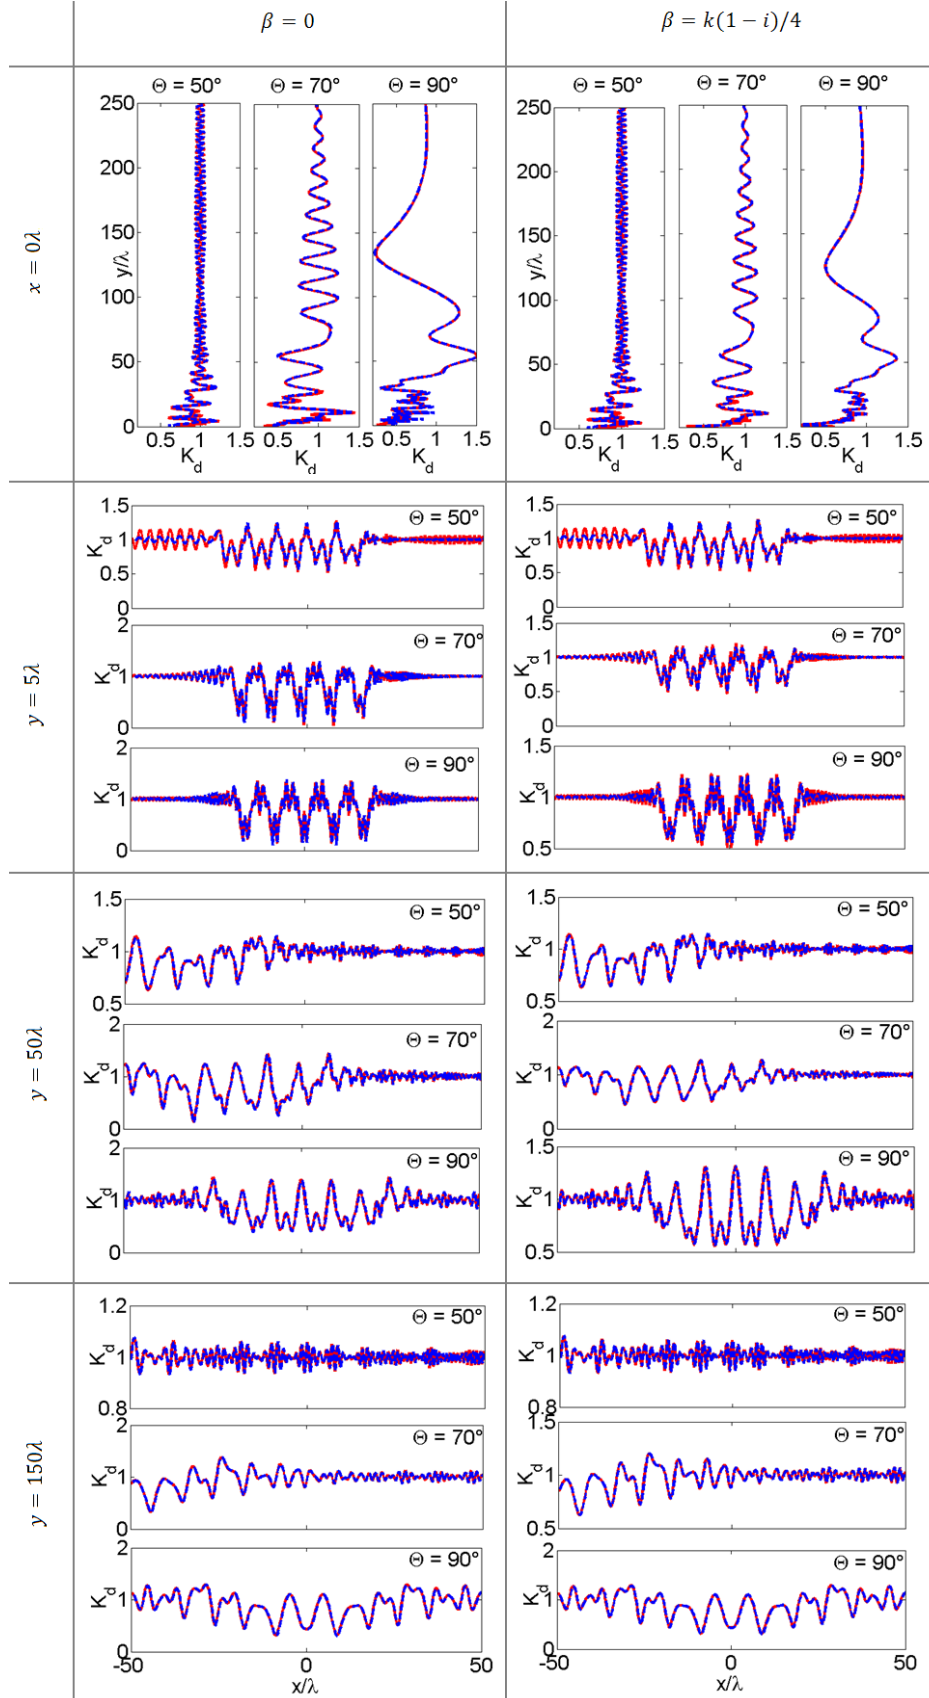 β = 0
β = k(1 − i)/4
x = 0λ
Θ = 50° Θ = 70° Θ = 90°
250
200
150
100
50
0
y/λ
0.5 1 1.5 0.5 1 1.5 0.5 1 1.5
K_d K_d K_d
Θ = 50° Θ = 70° Θ = 90°
250
200
150
100
50
0
y/λ
0.5 1 1.5 0.5 1 1.5 0.5 1 1.5
K_d K_d K_d
y = 5λ
1.5
1
0.5
0
K_d
Θ = 50°
2
1
0
K_d
Θ = 70°
2
1
0
K_d
Θ = 90°
1.5
1
0.5
0
K_d
Θ = 50°
1.5
1
0.5
0
K_d
Θ = 70°
1.5
1
0.5
K_d
Θ = 90°
y = 50λ
1.5
1
0.5
K_d
Θ = 50°
2
1
0
K_d
Θ = 70°
2
1
0
K_d
Θ = 90°
1.5
1
0.5
K_d
Θ = 50°
2
1
0
K_d
Θ = 70°
1.5
1
0.5
K_d
Θ = 90°
y = 150λ
1.2
1
0.8
K_d
Θ = 50°
2
1
0
K_d
Θ = 70°
2
1
0
K_d
Θ = 90°
-50 0 50
x/λ
1.2
1
0.8
K_d
Θ = 50°
1.5
1
0.5
K_d
Θ = 70°
2
1
0
K_d
Θ = 90°
-50 0 50
x/λ